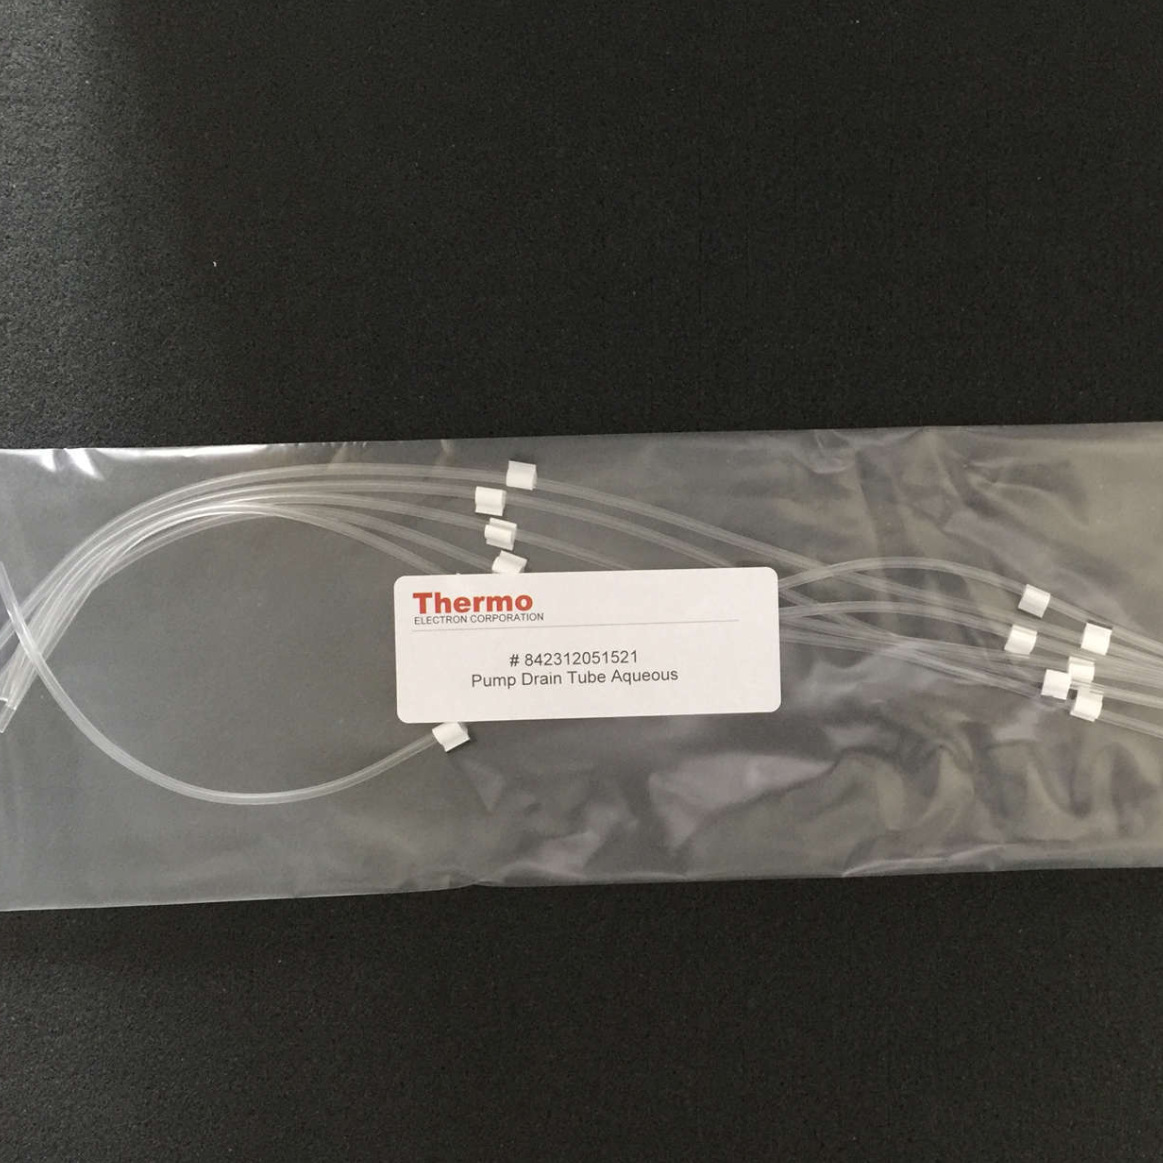 Thermo
ELECTRON CORPORATION
# 842312051521
Pump Drain Tube Aqueous